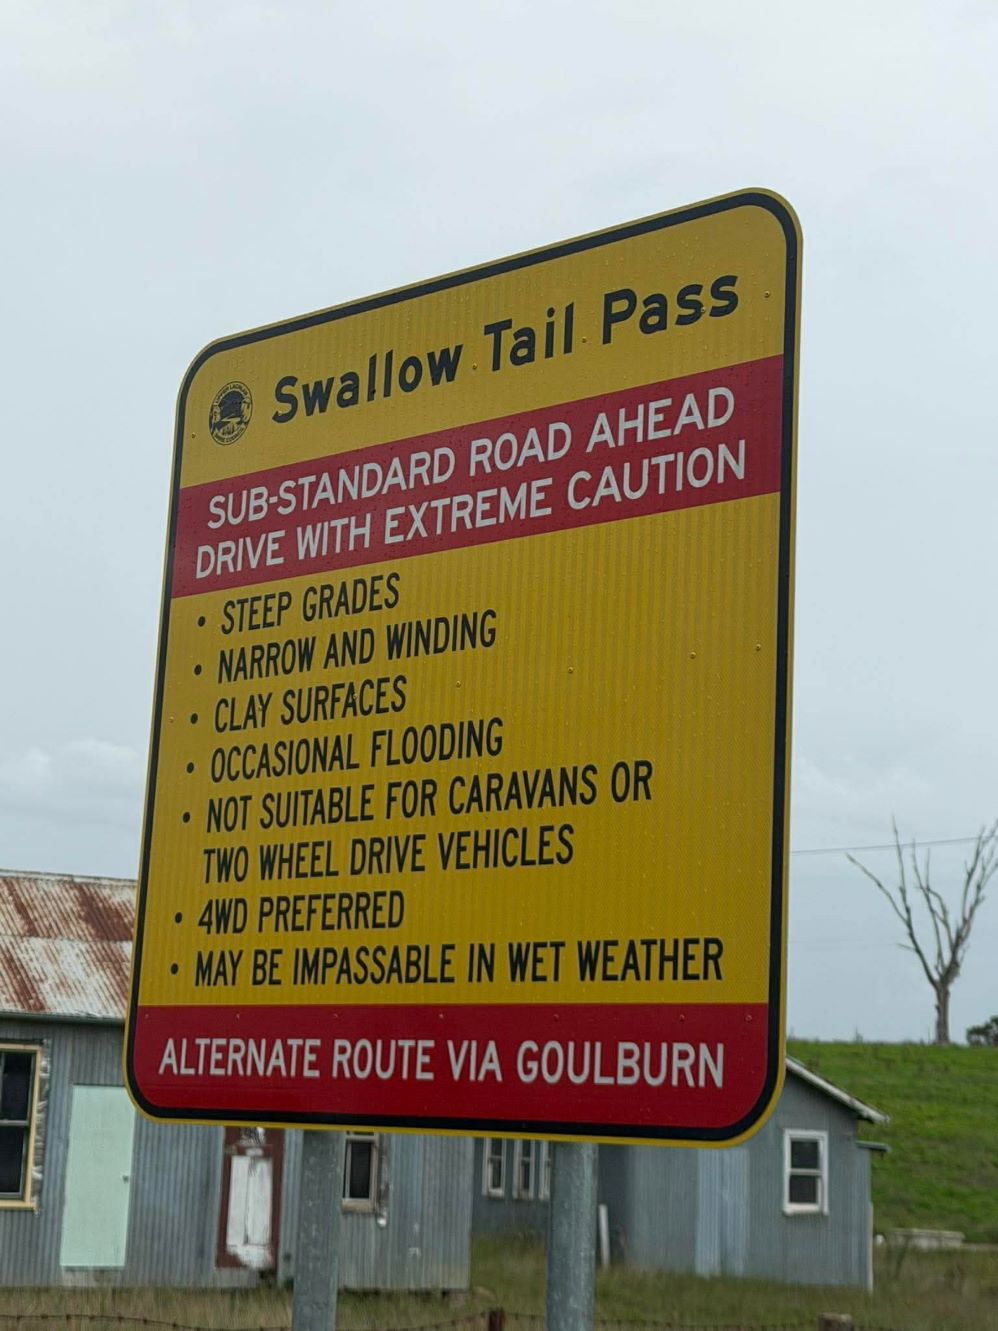 Swallow Tail Pass
SUB-STANDARD ROAD AHEAD
DRIVE WITH EXTREME CAUTION
• STEEP GRADES
• NARROW AND WINDING
• CLAY SURFACES
• OCCASIONAL FLOODING
• NOT SUITABLE FOR CARAVANS OR
TWO WHEEL DRIVE VEHICLES
• 4WD PREFERRED
• MAY BE IMPASSABLE IN WET WEATHER
ALTERNATE ROUTE VIA GOULBURN